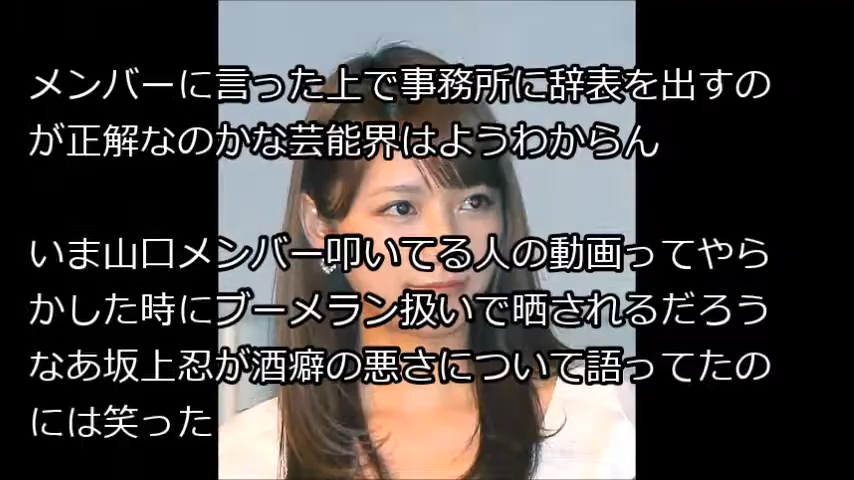 メンバーに言った上で事務所に辞表を出すの
が正解なのかな芸能界はようわからん
いま山口メンバー叩いてる人の動画ってやら
かした時にブーメラン扱いで晒されるだろう
なあ坂上忍が酒癖の悪さについて語ってたの
には笑った